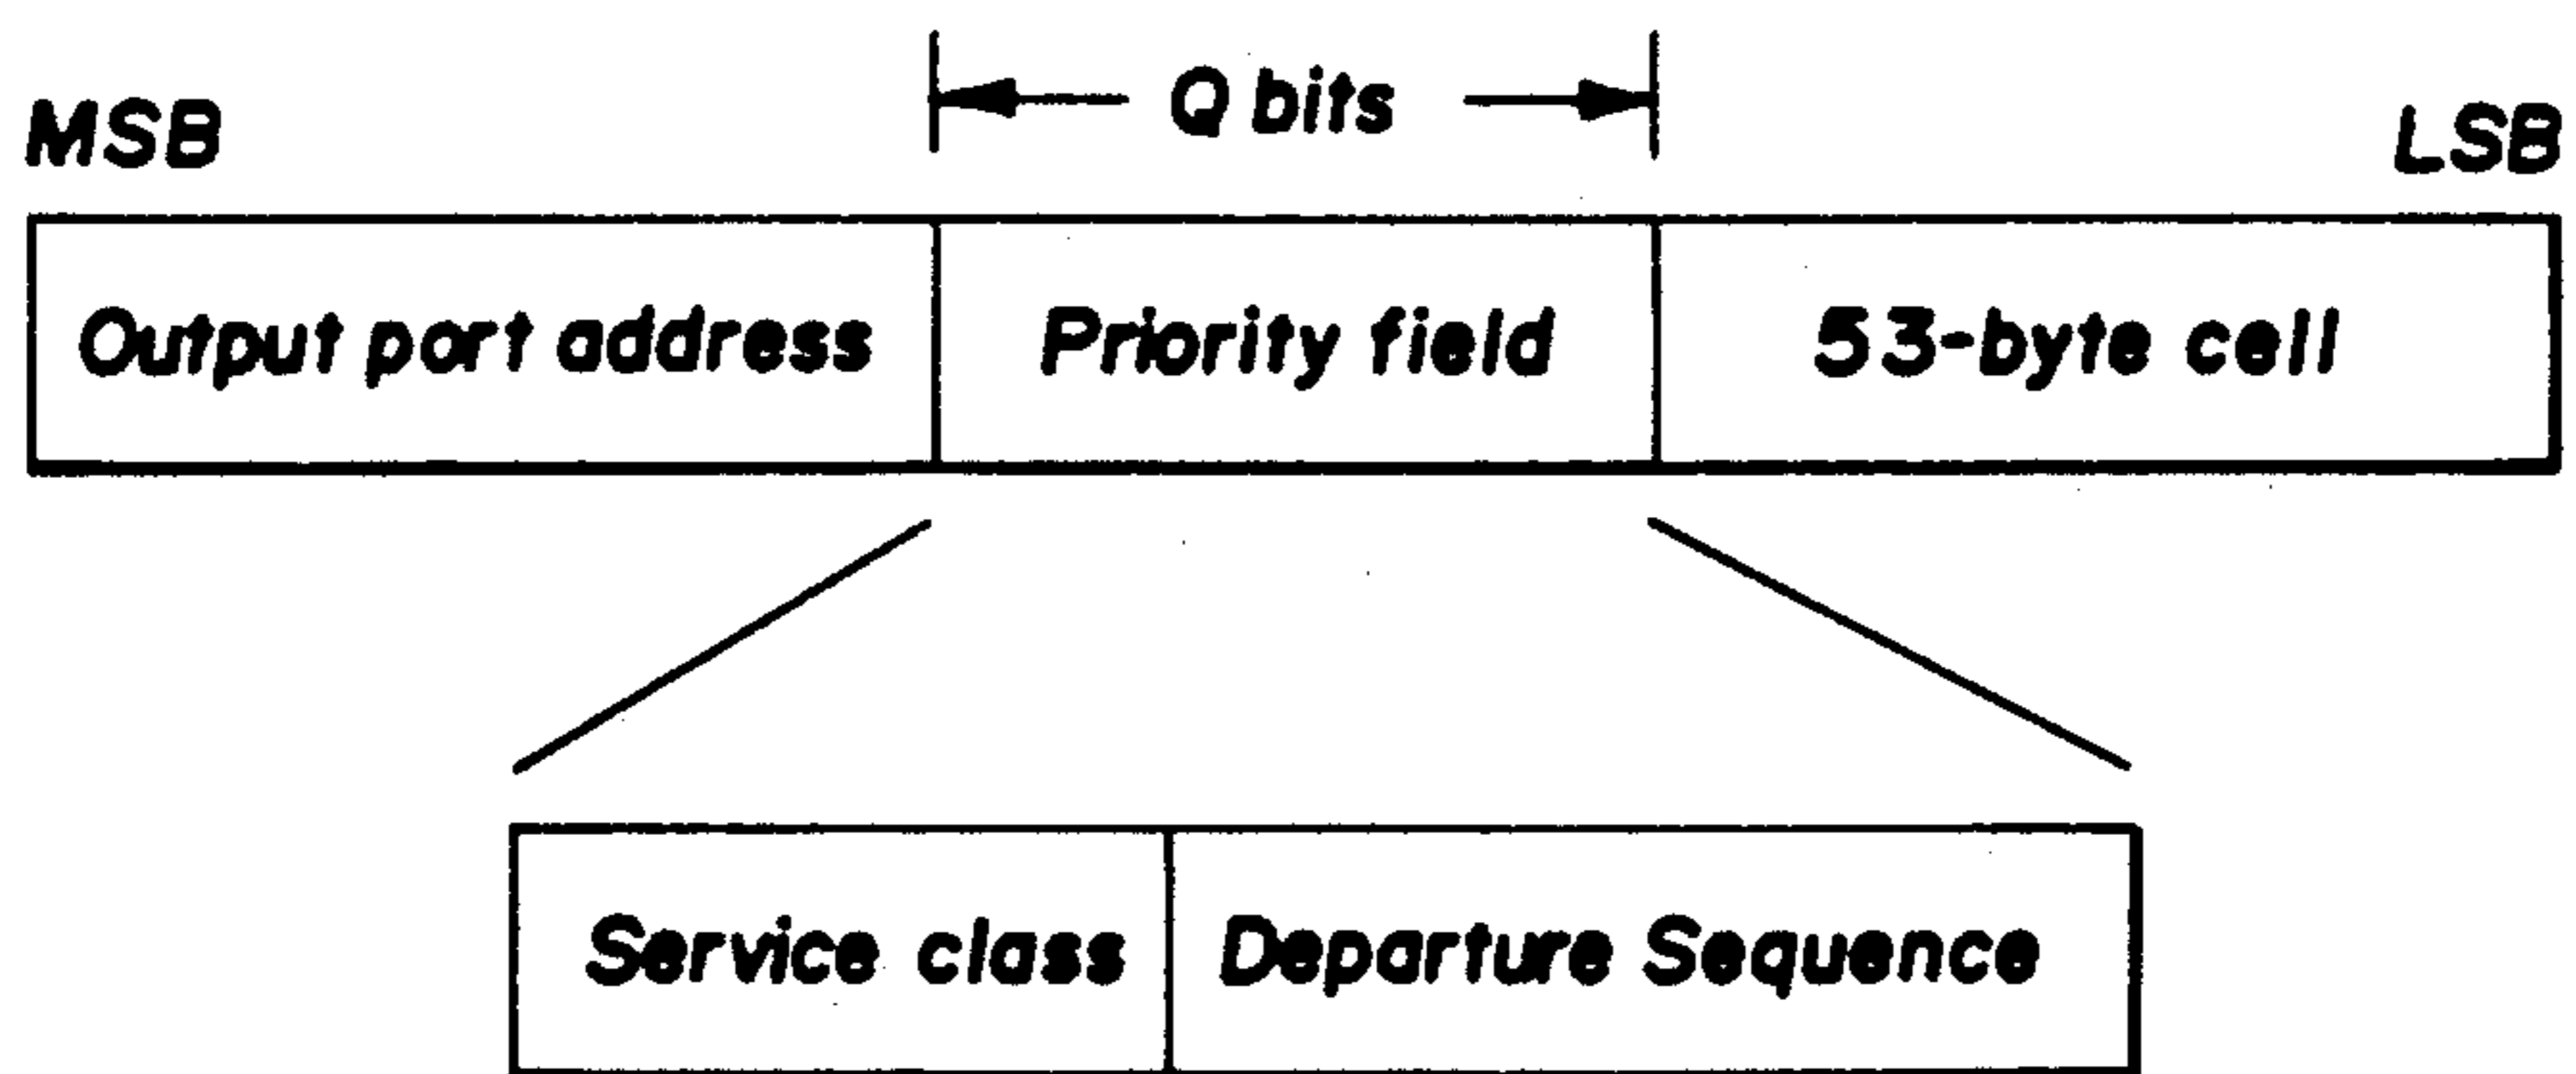 Q bits
MSB LSB
Output port address Priority field 53-byte cell
Service class Departure Sequence